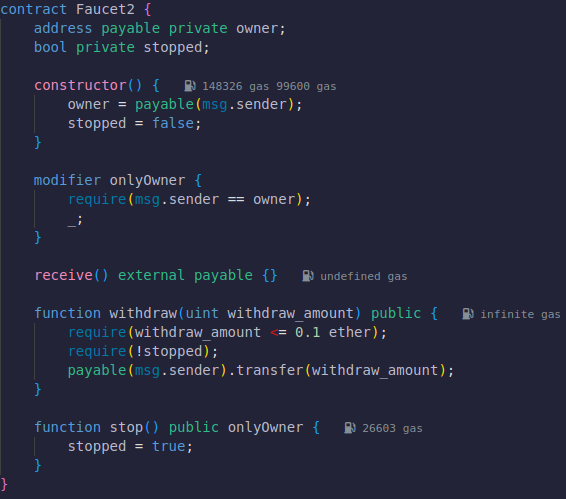 contract Faucet2 {
    address payable private owner;
    bool private stopped;

    constructor() {   148326 gas 99600 gas
        owner = payable(msg.sender);
        stopped = false;
    }

    modifier onlyOwner {
        require(msg.sender == owner);
        _;
    }

    receive() external payable {}   undefined gas

    function withdraw(uint withdraw_amount) public {   infinite gas
        require(withdraw_amount <= 0.1 ether);
        require(!stopped);
        payable(msg.sender).transfer(withdraw_amount);
    }

    function stop() public onlyOwner {   26603 gas
        stopped = true;
    }
}